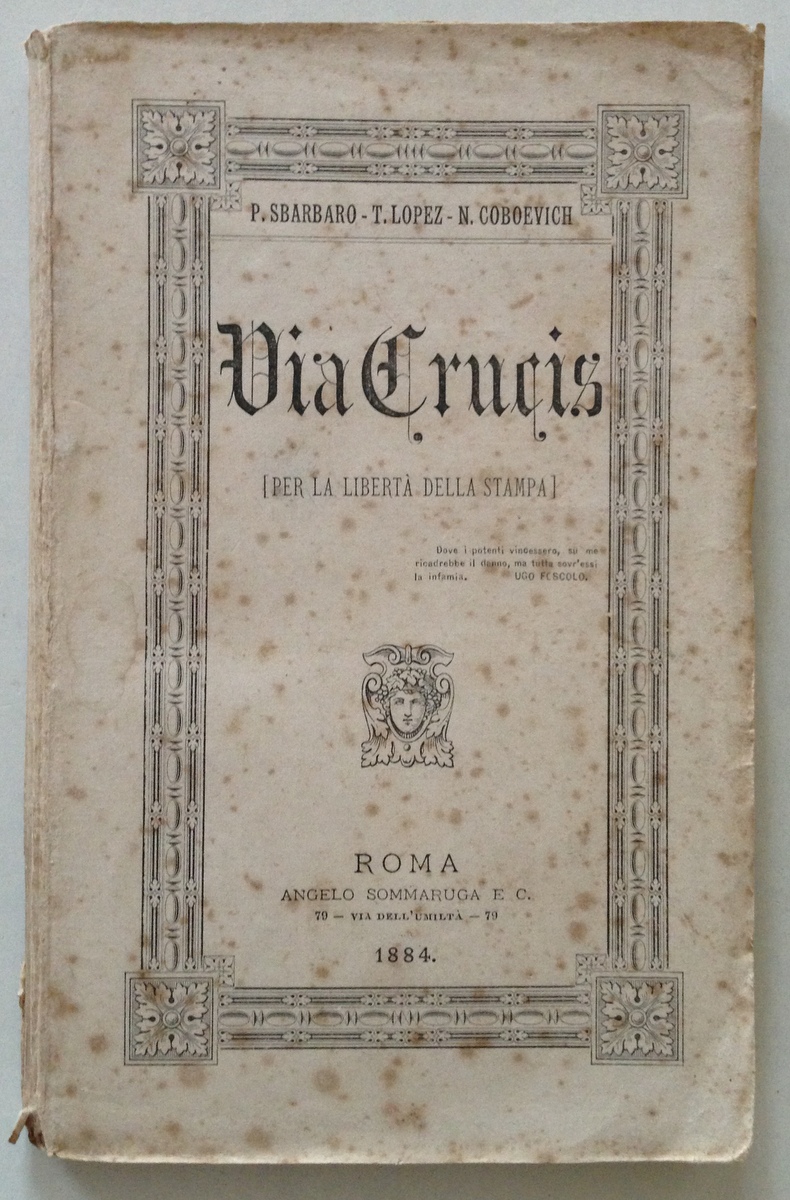 P. SBARBARO - T. LOPEZ - N. COBOEVICH
Via Crucis
[PER LA LIBERTÀ DELLA STAMPA]
Dove i potenti vincessero, su me
ricadrebbe il danno, ma tutta sovr'essi
la infamia. UGO FOSCOLO.
ROMA
ANGELO SOMMARUGA E C.
79 — VIA DELL'UMILTÀ — 79
1884.